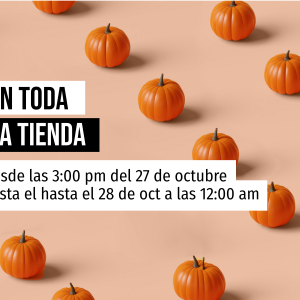 N TODA
A TIENDA
sde las 3:00 pm del 27 de octubre
sta el hasta el 28 de oct a las 12:00 am